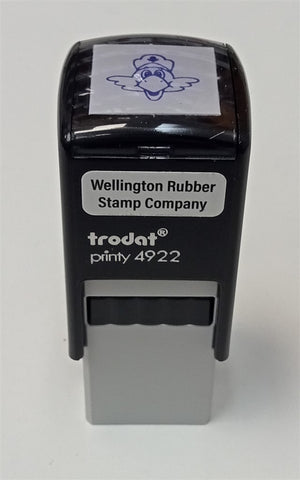 Wellington Rubber
Stamp Company
trodat®
printy 4922